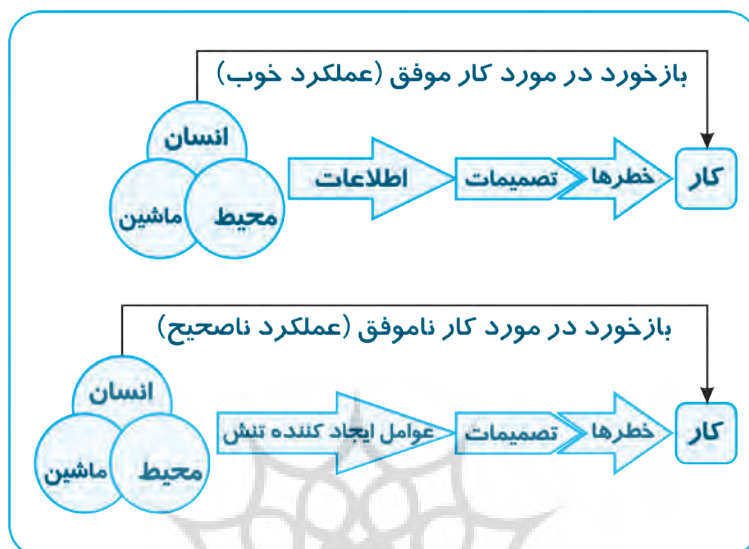 بازخورد در مورد کار موفق (عملکرد خوب)
انسان
ماشین
محیط
اطلاعات
تصمیمات
خطرها
کار
بازخورد در مورد کار ناموفق (عملکرد ناصحیح)
انسان
ماشین
محیط
عوامل ایجاد کننده تنش
تصمیمات
خطرها
کار